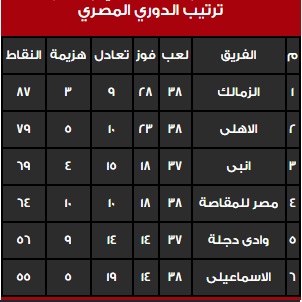 ترتيب الدوري المصري
م الفريق لعب فوز تعادل هزيمة النقاط
١ الزمالك ٣٨ ٢٨ ٩ ٣ ٨٧
٢ الاهلى ٣٨ ٢٣ ١٠ ٥ ٧٩
٣ انبى ٣٧ ١٨ ١٥ ٤ ٦٩
٤ مصر للمقاصة ٣٨ ١٨ ١٠ ١٠ ٦٤
٥ وادى دجلة ٣٧ ١٤ ١٤ ٩ ٥٦
٦ الاسماعيلى ٣٨ ١٤ ١٩ ٥ ٥٥